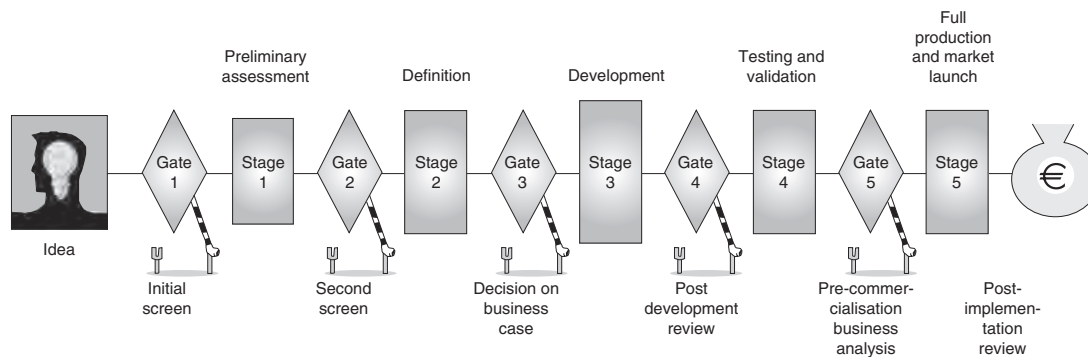 Preliminary
assessment
Definition
Development
Testing and
validation
Full
production
and market
launch
Idea
Gate
1
Stage
1
Gate
2
Stage
2
Gate
3
Stage
3
Gate
4
Stage
4
Gate
5
Stage
5
€
Initial
screen
Second
screen
Decision on
business
case
Post
development
review
Pre-commer-
cialisation
business
analysis
Post-
implemen-
tation
review